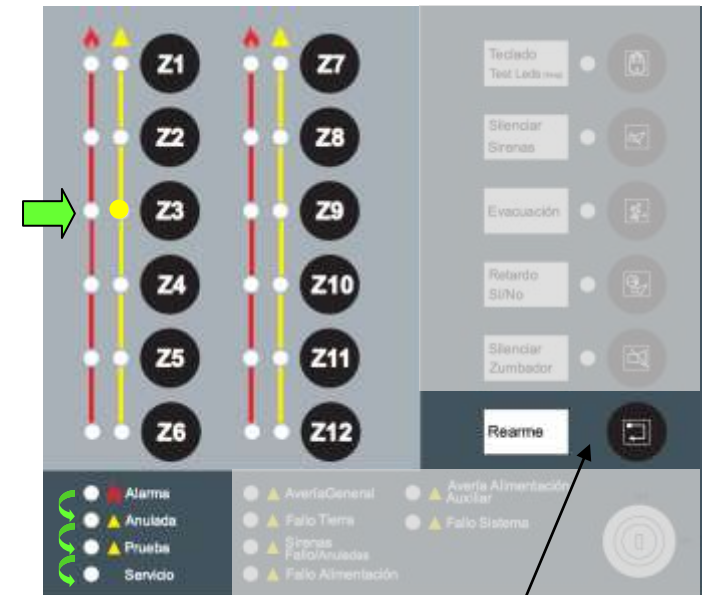 Z1
Z2
Z3
Z4
Z5
Z6
Z7
Z8
Z9
Z10
Z11
Z12
Teclado
Test Leds
Silenciar
Sirenas
Evacuación
Retardo
Si/No
Silenciar
Zumbador
Rearme
Alarma
Anulada
Prueba
Servicio
AveríaGeneral
Fallo Tierra
Sirenas
Fallo/Anuladas
Fallo Alimentación
Avería Alimentación
Auxiliar
Fallo Sistema